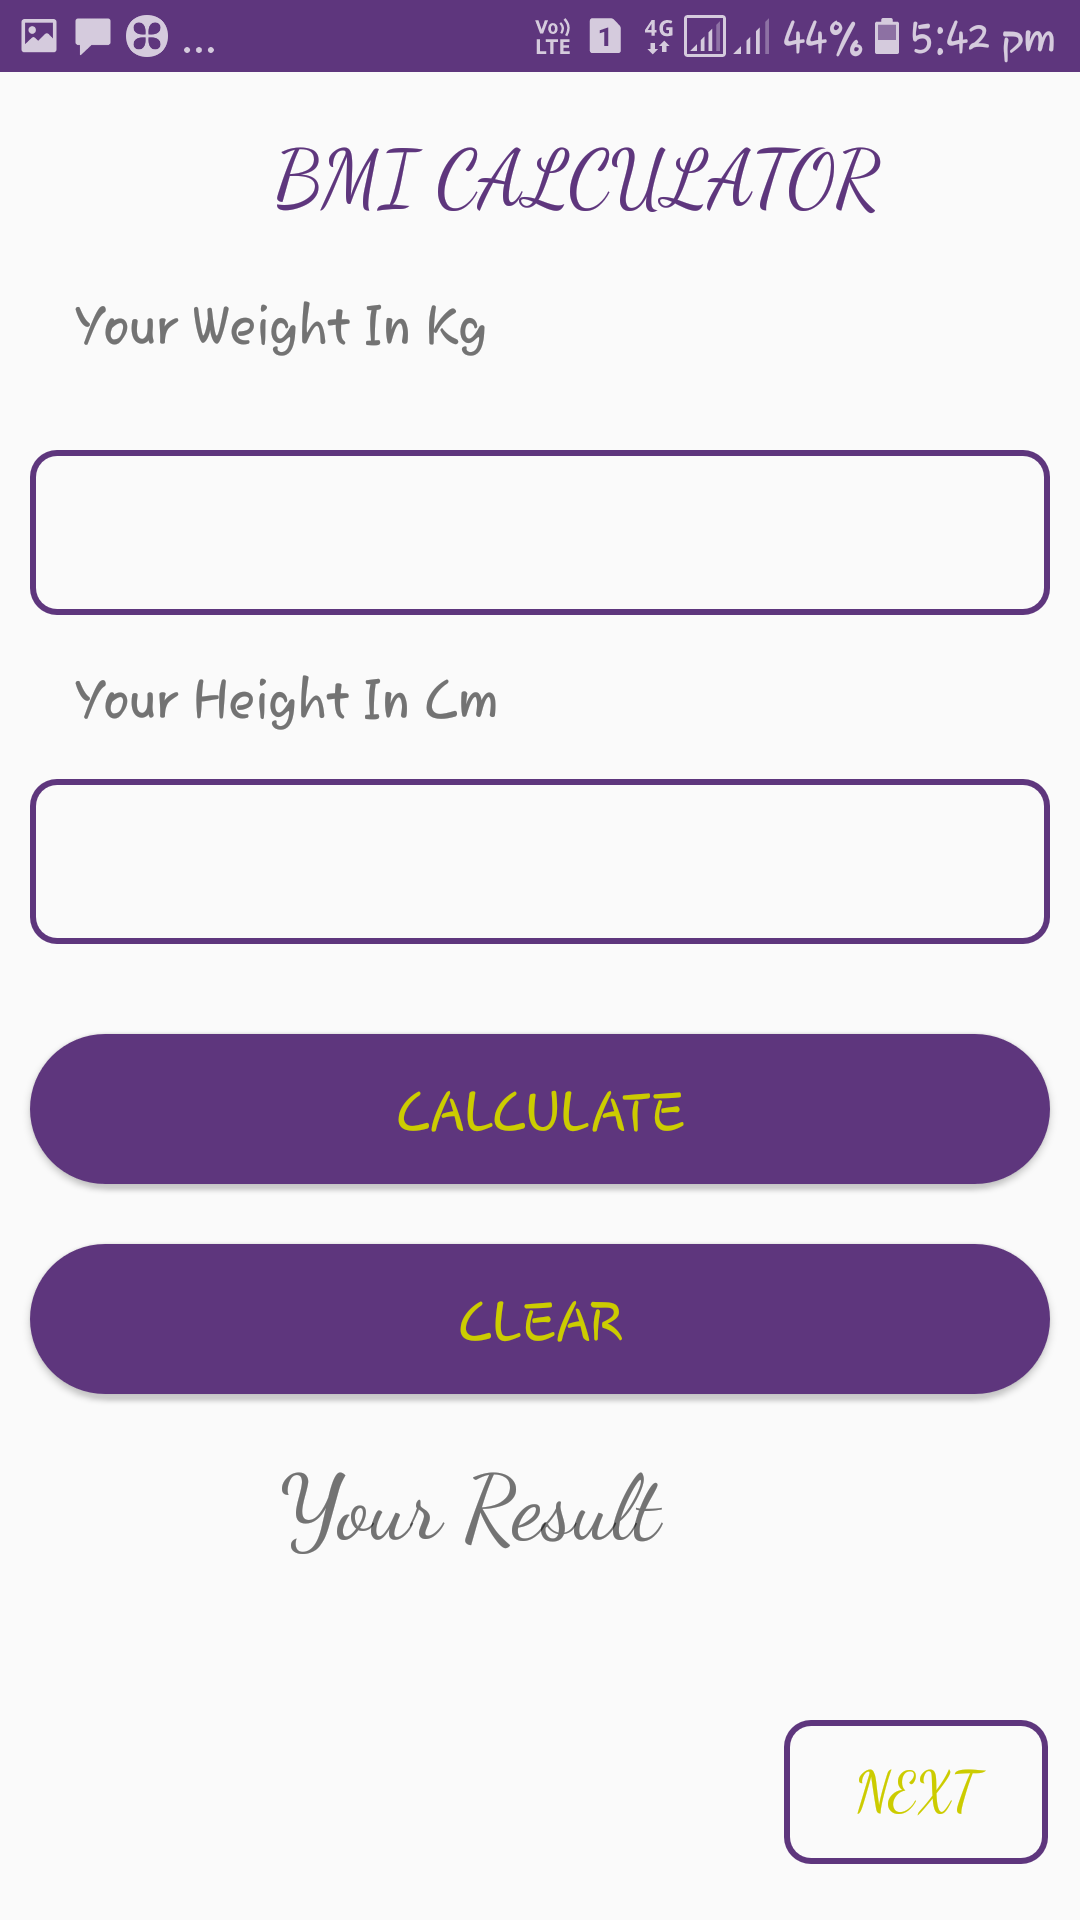 Vo)) LTE 1 4G 44% 5:42 pm
BMI CALCULATOR
Your Weight In Kg
Your Height In Cm
CALCULATE
CLEAR
Your Result
NEXT